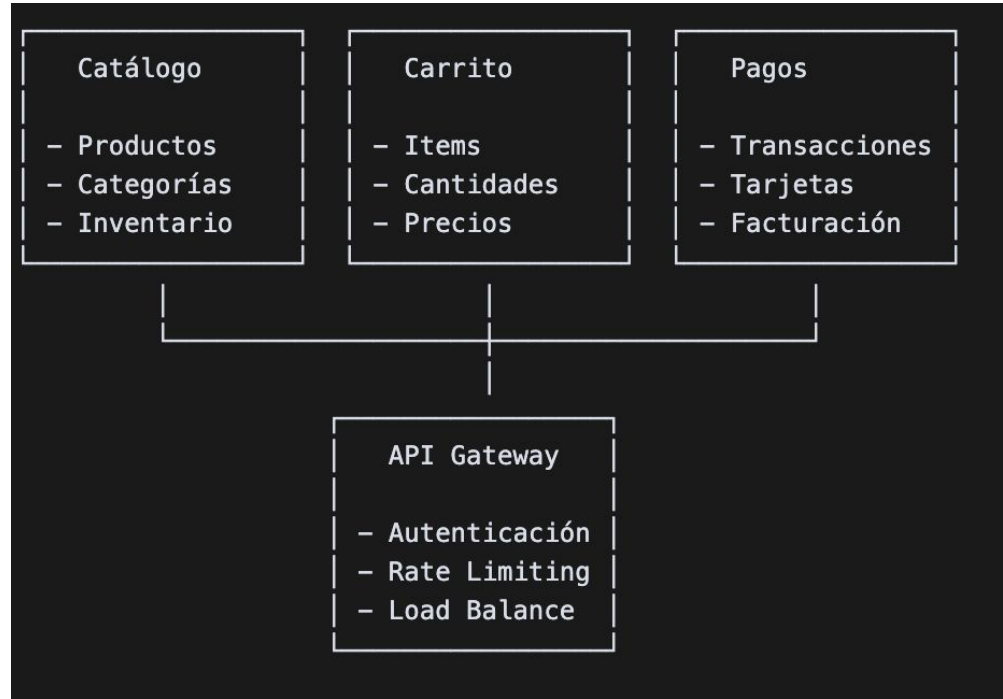 Catálogo
- Productos
- Categorías
- Inventario
Carrito
- Items
- Cantidades
- Precios
Pagos
- Transacciones
- Tarjetas
- Facturación
API Gateway
- Autenticación
- Rate Limiting
- Load Balance